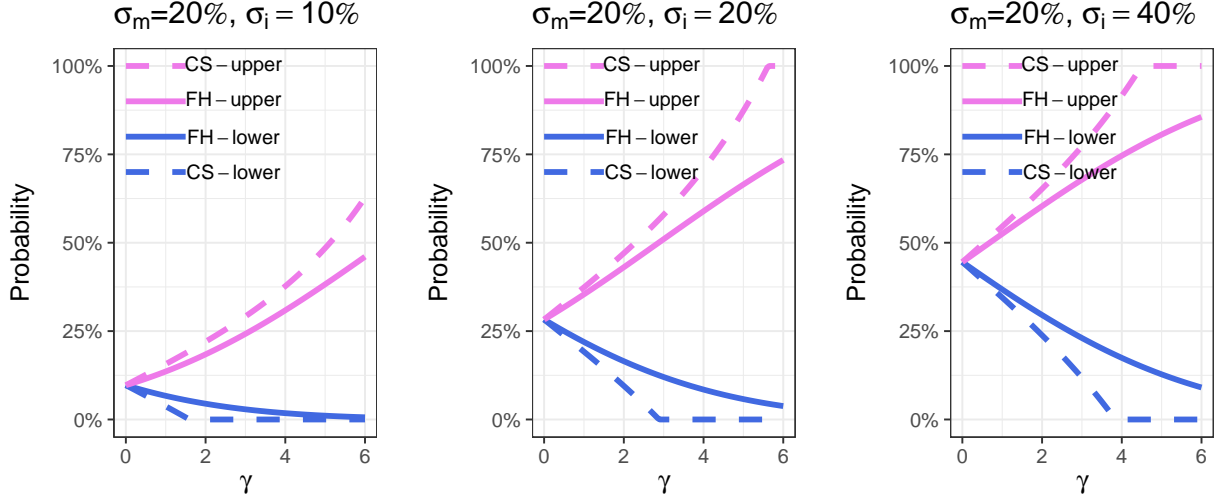 σm=20%, σi = 10%
100%
75%
50%
25%
0%
Probability
CS – upper
FH – upper
FH – lower
CS – lower
0 2 4 6
γ
σm=20%, σi = 20%
100%
75%
50%
25%
0%
Probability
CS – upper
FH – upper
FH – lower
CS – lower
0 2 4 6
γ
σm=20%, σi = 40%
100%
75%
50%
25%
0%
Probability
CS – upper
FH – upper
FH – lower
CS – lower
0 2 4 6
γ